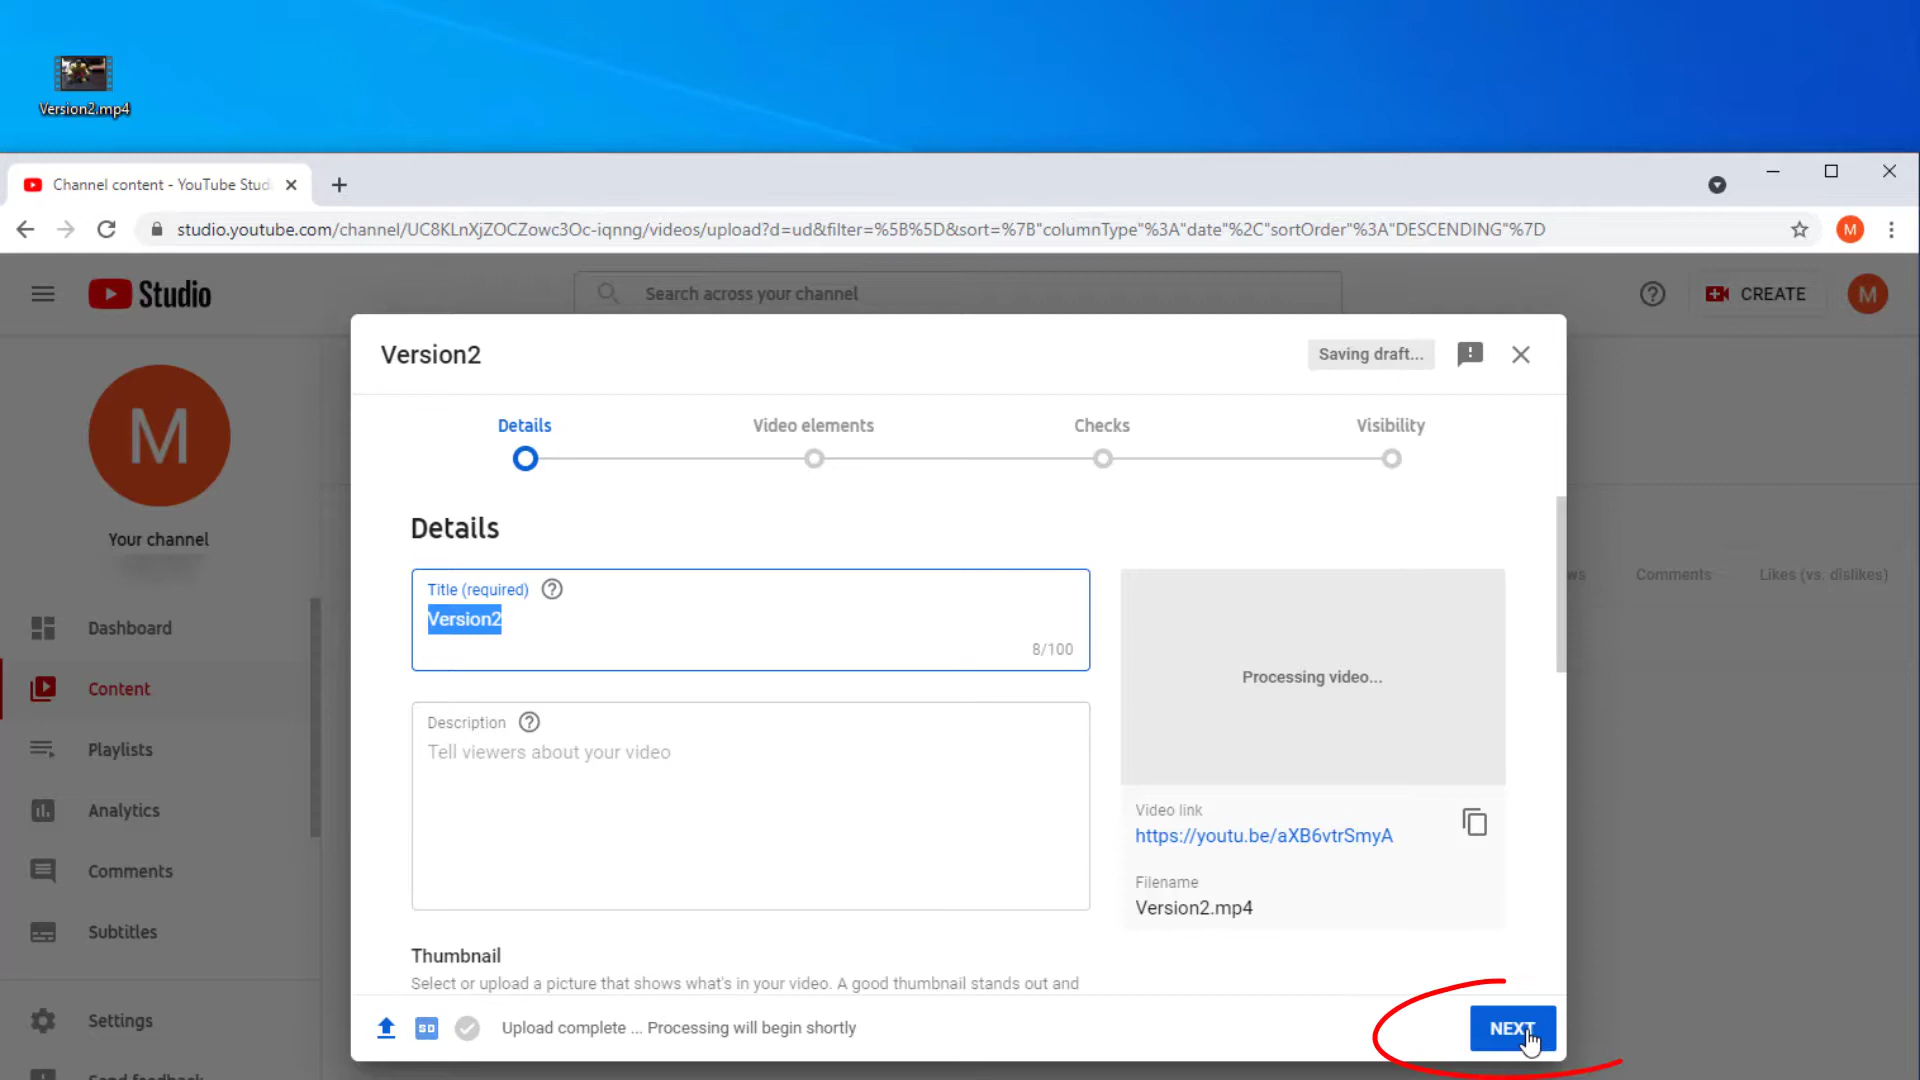 Version2.mp4
Channel content - YouTube Stud
studio.youtube.com/channel/UC8KLnXjZOCZowc3Oc-iqnng/videos/upload?d=ud&filter=%5B%5D&sort=%7B"columnType"%3A"date"%2C"sortOrder"%3A"DESCENDING"%7D
M
Studio
Search across your channel
CREATE
M
Version2
Saving draft...
M
Details
Video elements
Checks
Visibility
Your channel
Details
Title (required)
Version2
8/100
ws
Comments
Likes (vs. dislikes)
Processing video...
Dashboard
Content
Description
Tell viewers about your video
Playlists
Analytics
Video link
https://youtu.be/aXB6vtrSmyA
Comments
Filename
Version2.mp4
Subtitles
Thumbnail
Select or upload a picture that shows what's in your video. A good thumbnail stands out and
Settings
SD
Upload complete ... Processing will begin shortly
NEXT
Send feedback